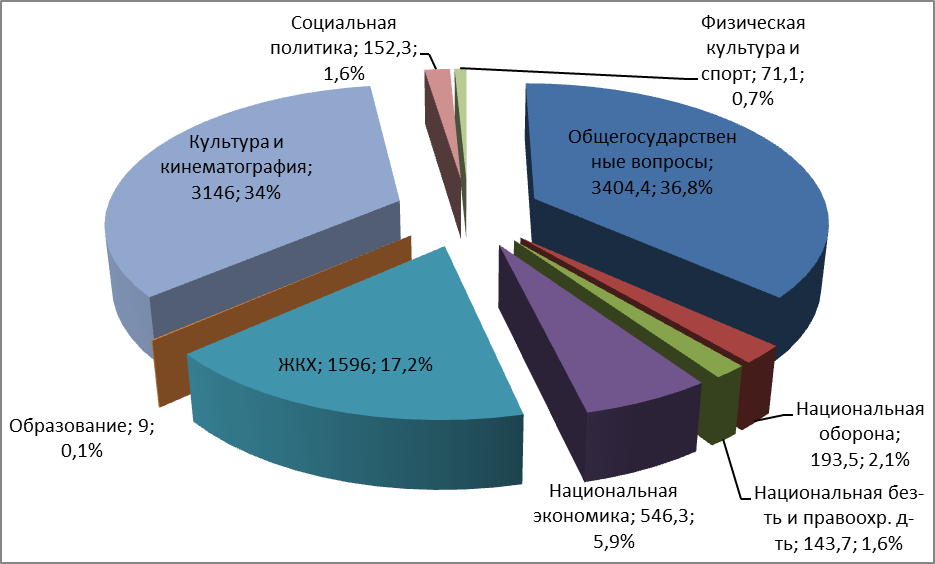 Социальная
политика; 152,3;
1,6%
Физическая
культура и
спорт; 71,1;
0,7%
Общегосударствен
ные вопросы;
3404,4; 36,8%
Культура и
кинематография;
3146; 34%
ЖКХ; 1596; 17,2%
Образование; 9;
0,1%
Национальная
оборона;
193,5; 2,1%
Национальная
экономика; 546,3;
5,9%
Национальная без-
ть и правоохр. д-
ть; 143,7; 1,6%